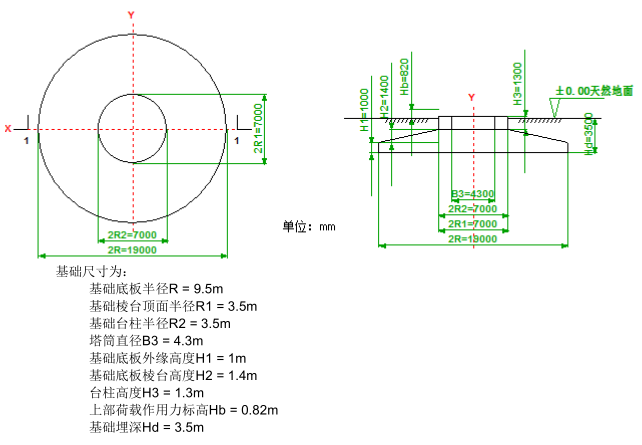 Y
X
1
1
2R1=7000
2R2=7000
2R=19000
单位：mm
H1=1000
H2=1400
Hb=820
H3=1300
Y
±0.00天然地面
Hd=3500
B3=4300
2R2=7000
2R1=7000
2R=19000
基础尺寸为：
基础底板半径R = 9.5m
基础棱台顶面半径R1 = 3.5m
基础台柱半径R2 = 3.5m
塔筒直径B3 = 4.3m
基础底板外缘高度H1 = 1m
基础底板棱台高度H2 = 1.4m
台柱高度H3 = 1.3m
上部荷载作用力标高Hb = 0.82m
基础埋深Hd = 3.5m